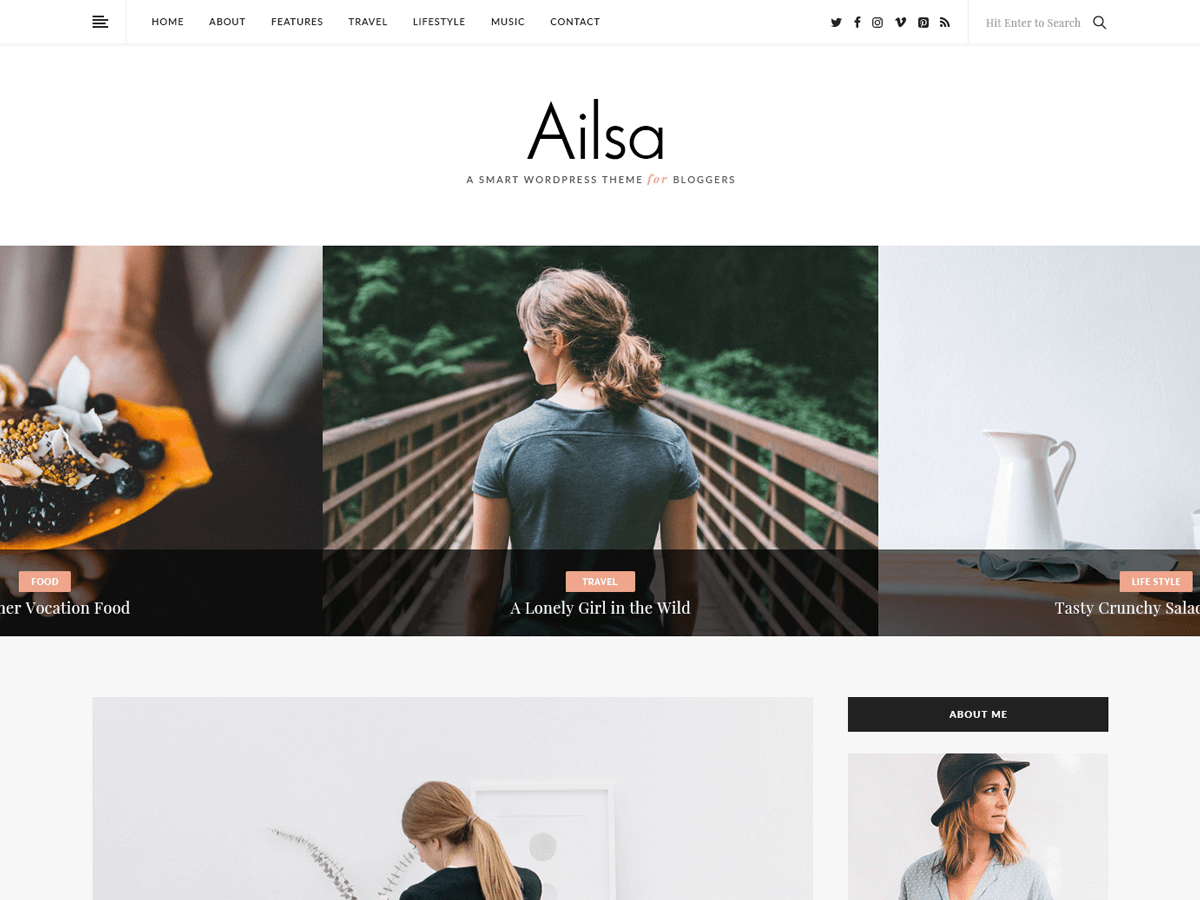 HOME ABOUT FEATURES TRAVEL LIFESTYLE MUSIC CONTACT
Hit Enter to Search
Ailsa
A SMART WORDPRESS THEME for BLOGGERS
FOOD
ner Vocation Food
TRAVEL
A Lonely Girl in the Wild
LIFE STYLE
Tasty Crunchy Salad
ABOUT ME